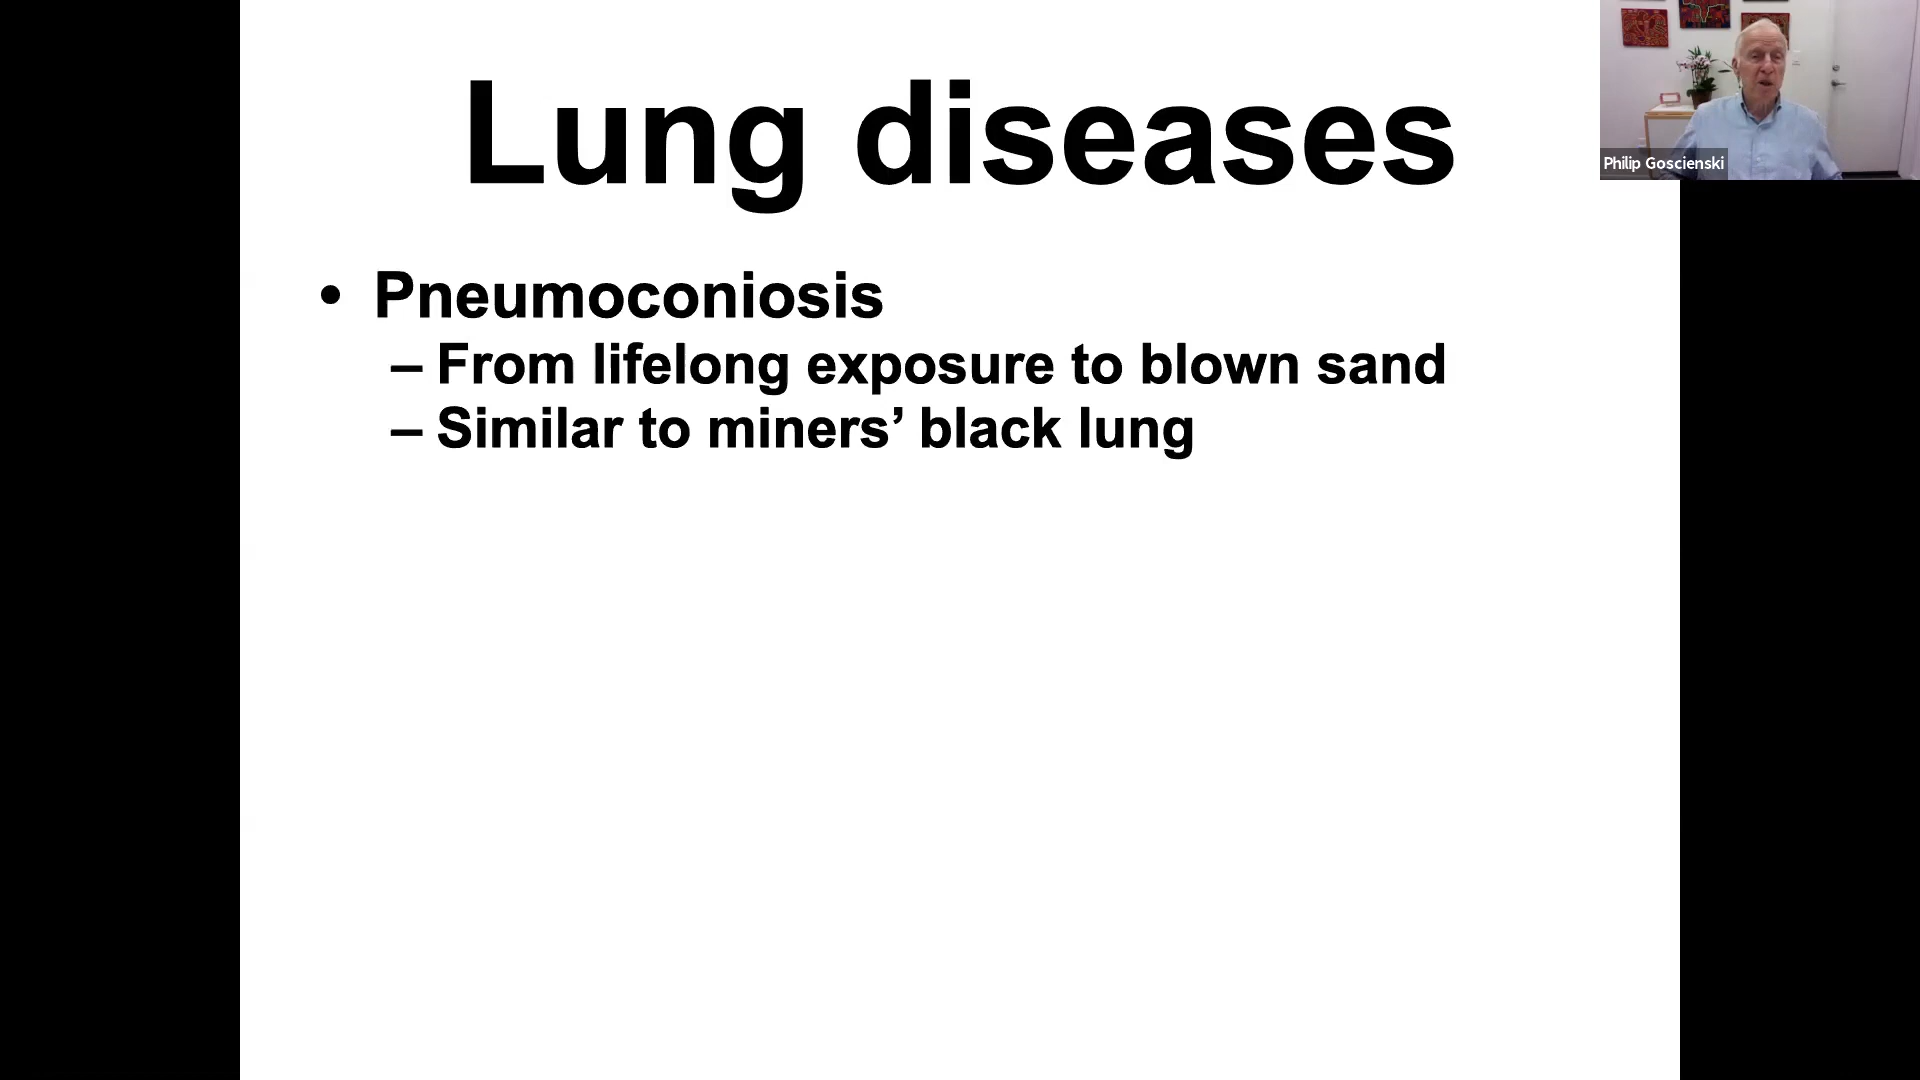 Lung diseases
• Pneumoconiosis
– From lifelong exposure to blown sand
– Similar to miners’ black lung
Philip Goscienski